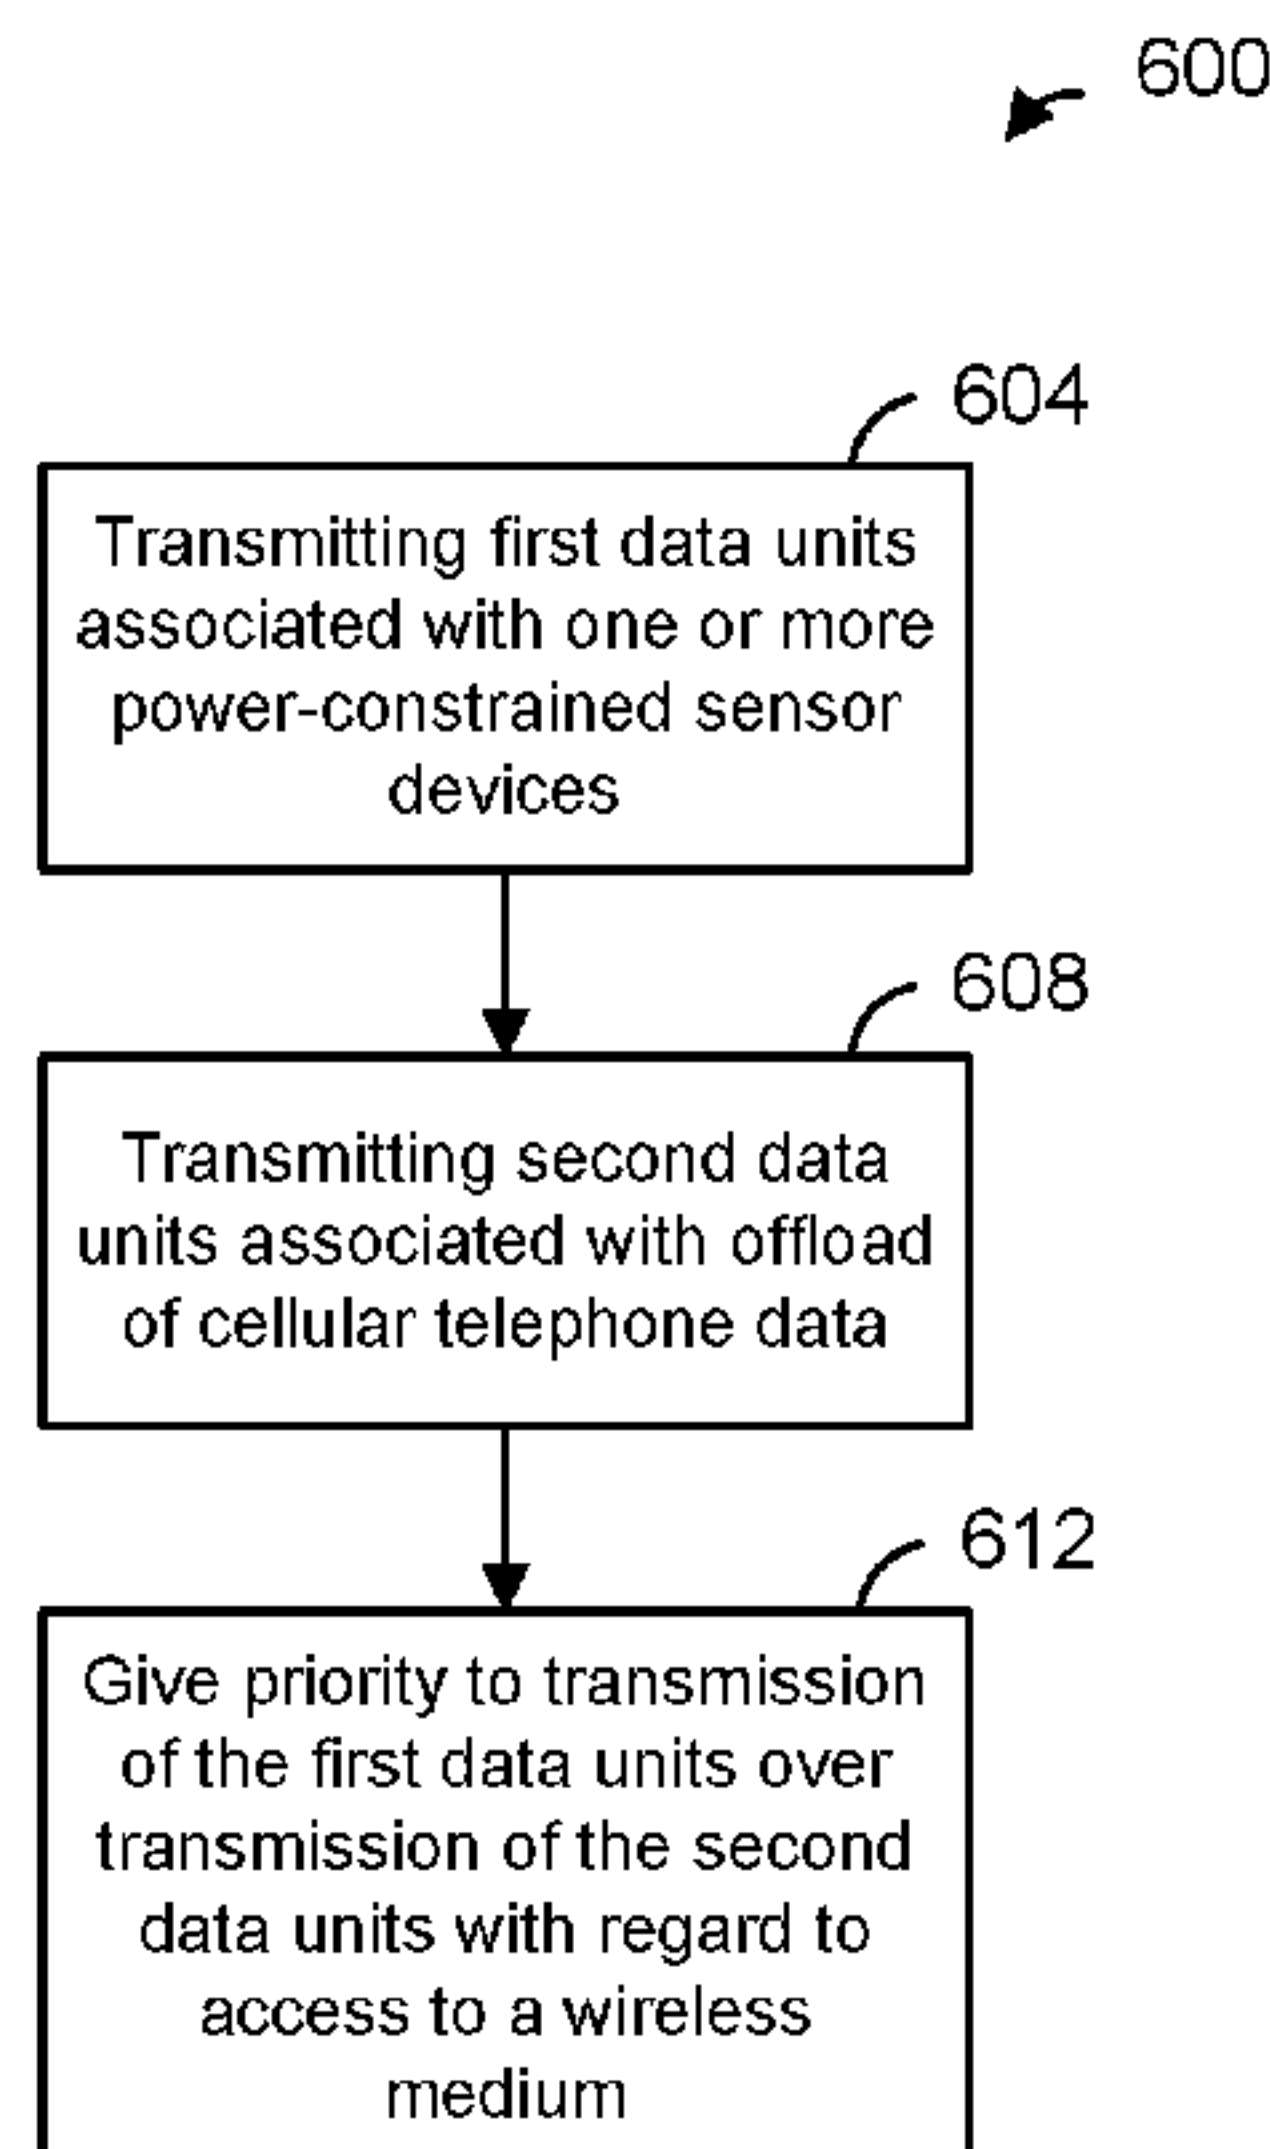 600
604
Transmitting first data units
associated with one or more
power-constrained sensor
devices
608
Transmitting second data
units associated with offload
of cellular telephone data
612
Give priority to transmission
of the first data units over
transmission of the second
data units with regard to
access to a wireless
medium